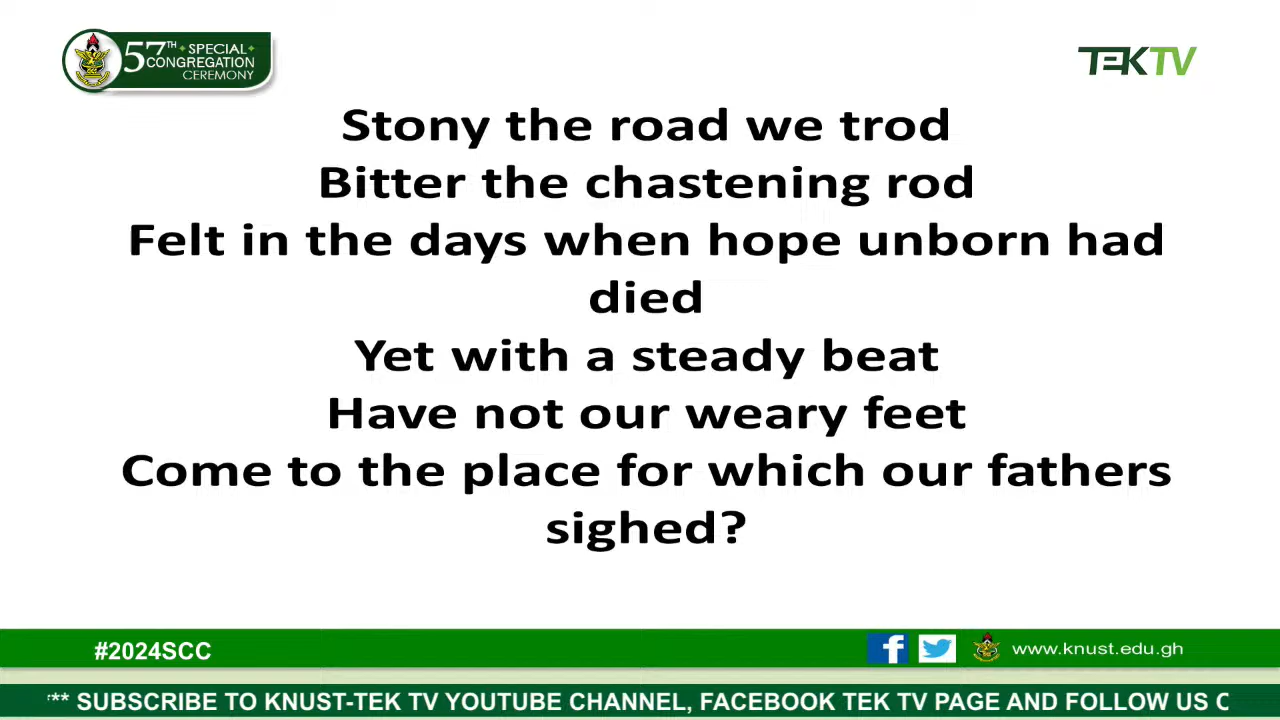 57TH SPECIAL
CONGREGATION
CEREMONY
TEKTV
Stony the road we trod
Bitter the chastening rod
Felt in the days when hope unborn had
died
Yet with a steady beat
Have not our weary feet
Come to the place for which our fathers
sighed?
#2024SCC
www.knust.edu.gh
** SUBSCRIBE TO KNUST-TEK TV YOUTUBE CHANNEL, FACEBOOK TEK TV PAGE AND FOLLOW US